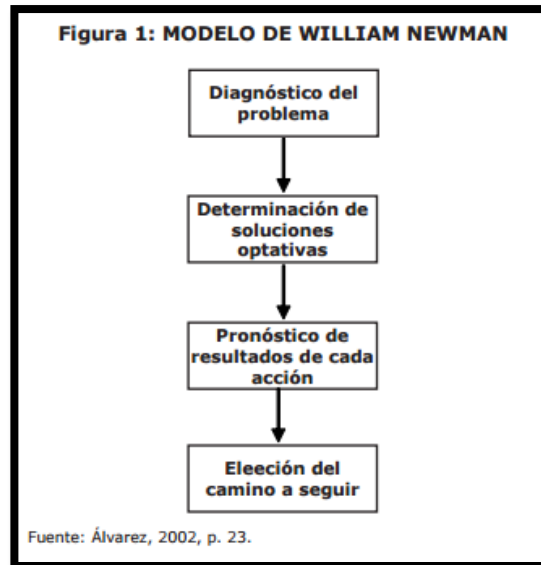 Figura 1: MODELO DE WILLIAM NEWMAN
Diagnóstico del
problema
Determinación de
soluciones
optativas
Pronóstico de
resultados de cada
acción
Eleeción del
camino a seguir
Fuente: Álvarez, 2002, p. 23.